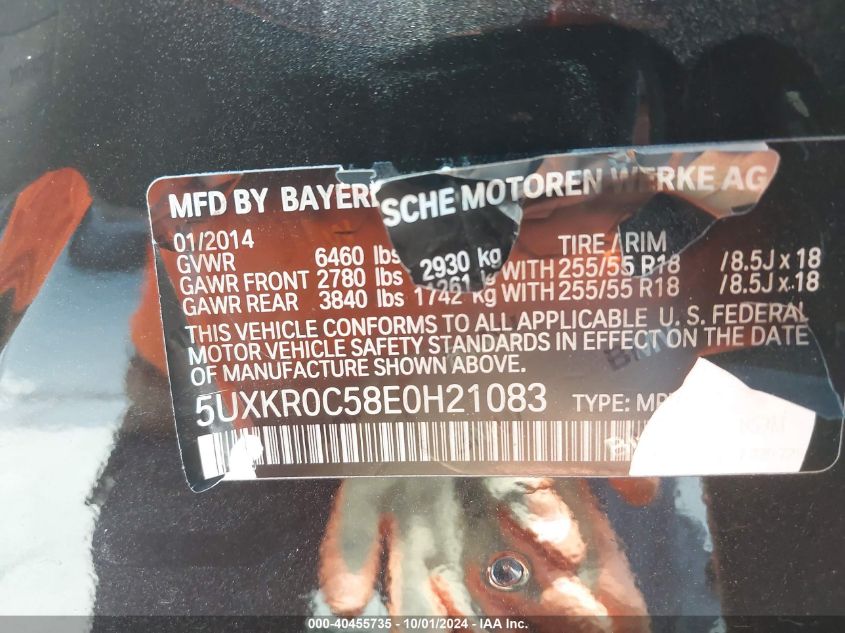 MFD BY BAYERISCHE MOTOREN WERKE AG
01/2014 TIRE / RIM
GVWR 6460 lbs 2930 kg
GAWR FRONT 2780 lbs 1261 kg WITH 255/55 R18 /8.5J x 18
GAWR REAR 3840 lbs 1742 kg WITH 255/55 R18 /8.5J x 18
THIS VEHICLE CONFORMS TO ALL APPLICABLE U.S. FEDERAL
MOTOR VEHICLE SAFETY STANDARDS IN EFFECT ON THE DATE
OF MANUFACTURE SHOWN ABOVE.
5UXKR0C58E0H21083 TYPE:
000-40455735 - 10/01/2024 - IAA Inc.